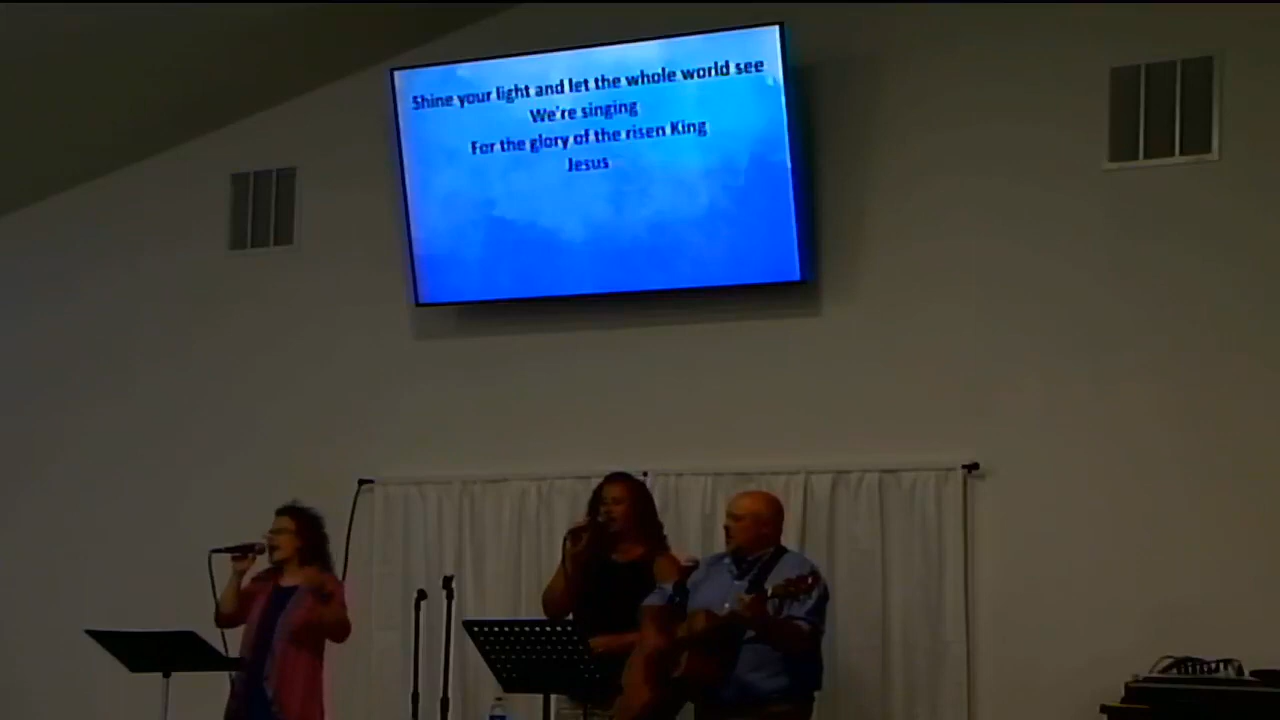 Shine your light and let the whole world see
We're singing
For the glory of the risen King
Jesus